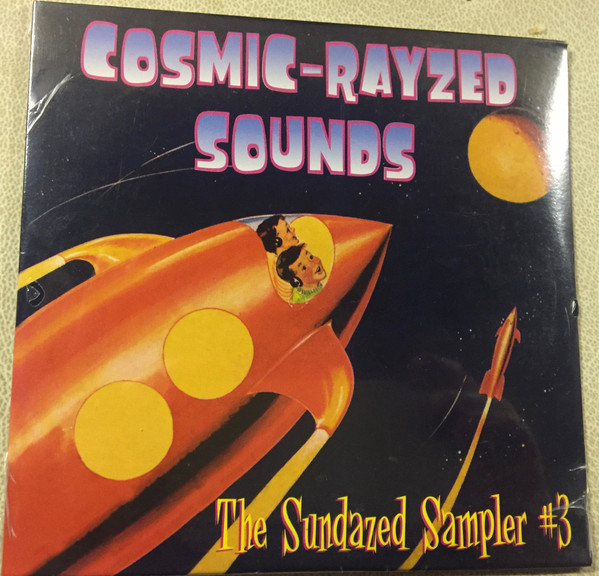 COSMIC-RAYZED
SOUNDS
The Sundazed Sampler #3